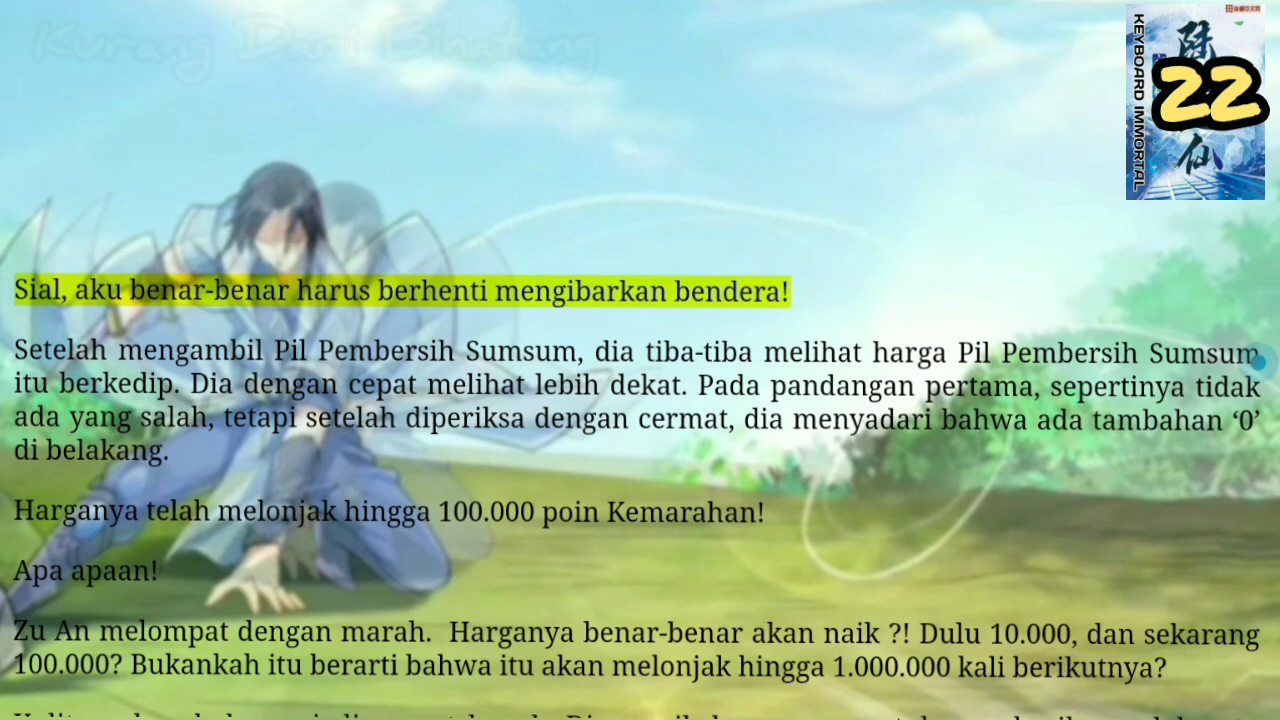 Kurang Dari Bintang
KEYBOARD IMMORTAL
22
仙
Sial, aku benar-benar harus berhenti mengibarkan bendera!
Setelah mengambil Pil Pembersih Sumsum, dia tiba-tiba melihat harga Pil Pembersih Sumsum
itu berkedip. Dia dengan cepat melihat lebih dekat. Pada pandangan pertama, sepertinya tidak
ada yang salah, tetapi setelah diperiksa dengan cermat, dia menyadari bahwa ada tambahan ‘0’
di belakang.
Harganya telah melonjak hingga 100.000 poin Kemarahan!
Apa apaan!
Zu An melompat dengan marah.  Harganya benar-benar akan naik ?! Dulu 10.000, dan sekarang
100.000? Bukankah itu berarti bahwa itu akan melonjak hingga 1.000.000 kali berikutnya?